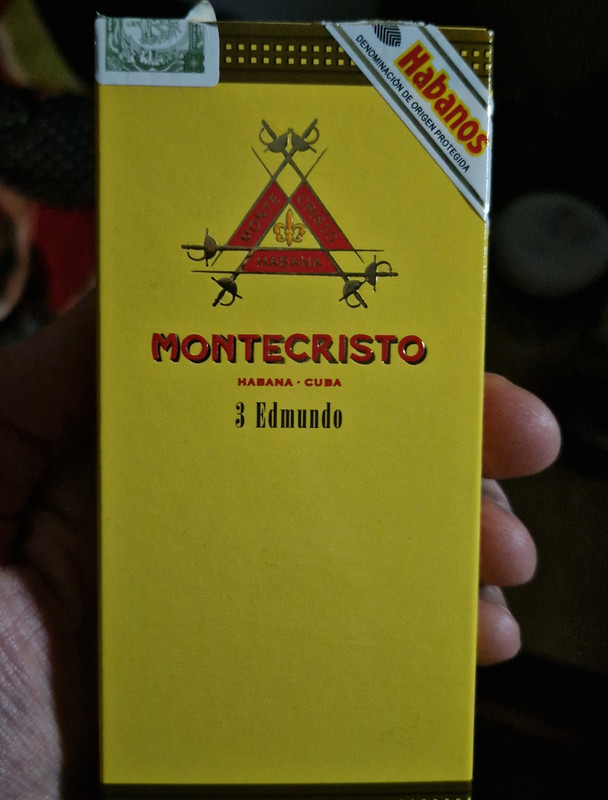 Habanos
DENOMINACIÓN DE ORIGEN PROTEGIDA
MONTE CRISTO
HABANA
MONTECRISTO
HABANA · CUBA
3 Edmundo